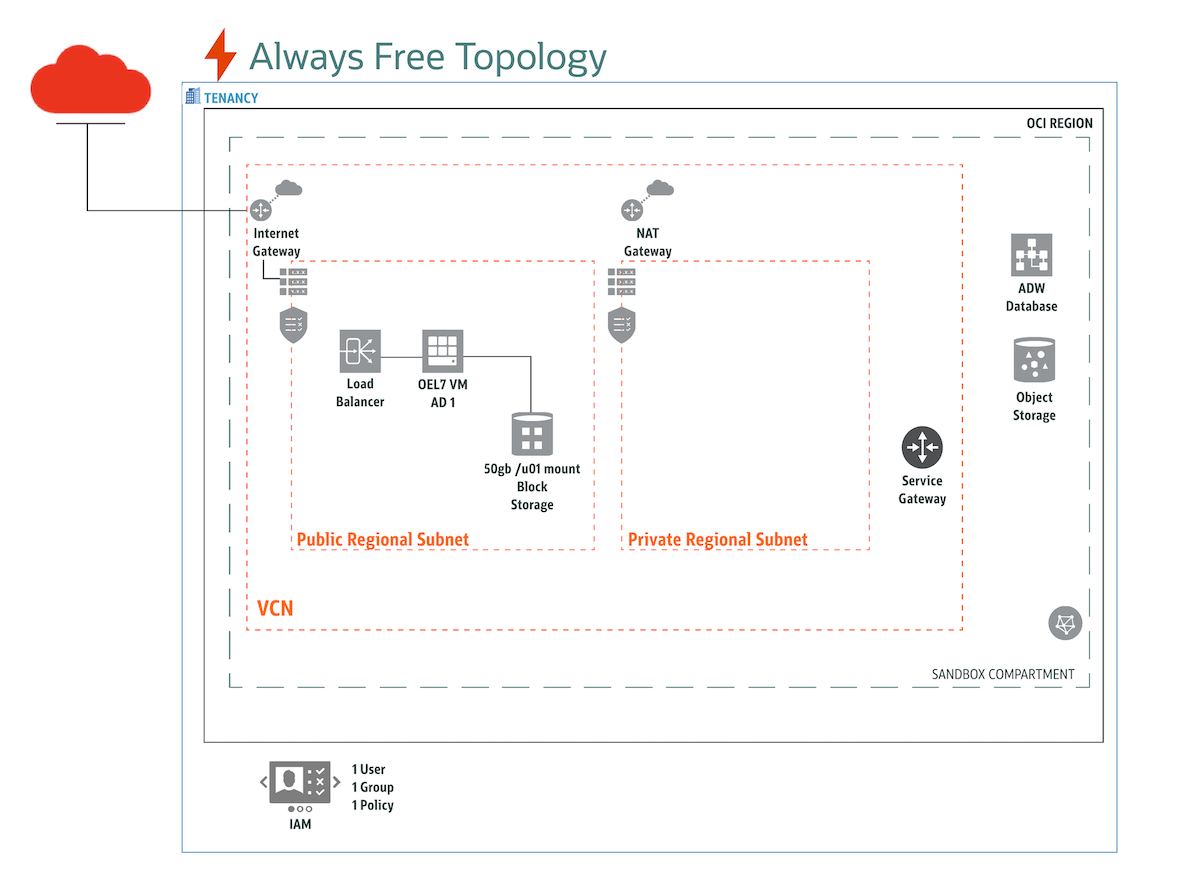 Always Free Topology
TENANCY
OCI REGION
Internet
Gateway
NAT
Gateway
ADW
Database
Load
Balancer
OEL7 VM
AD 1
Object
Storage
50gb /u01 mount
Block
Storage
Service
Gateway
Public Regional Subnet
Private Regional Subnet
VCN
SANDBOX COMPARTMENT
1 User
1 Group
1 Policy
IAM